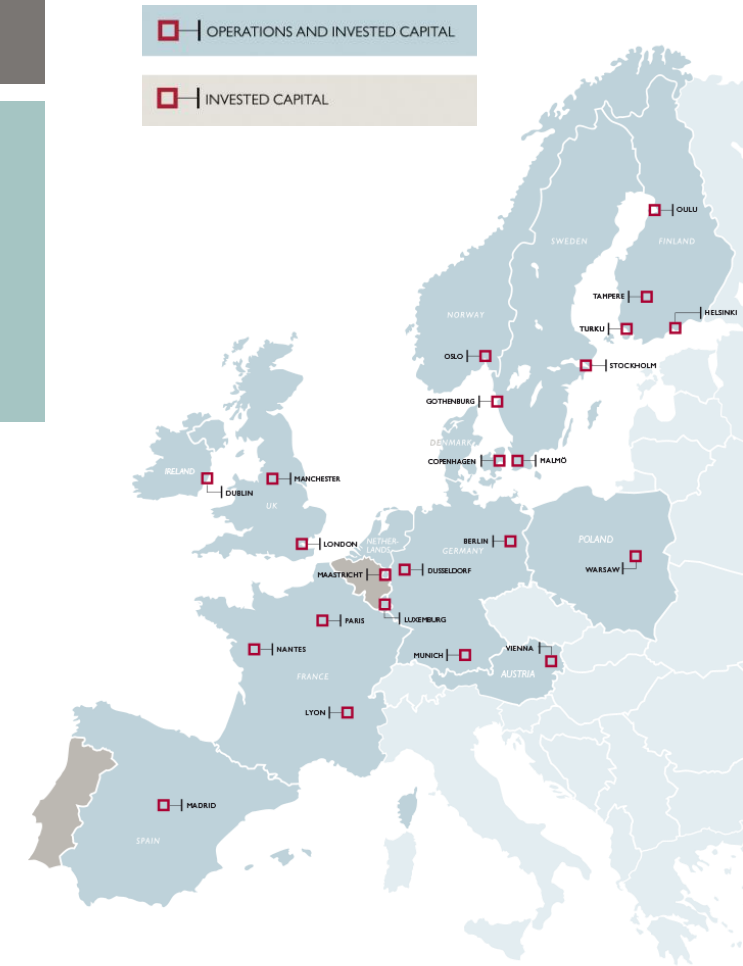 OPERATIONS AND INVESTED CAPITAL
INVESTED CAPITAL
OULU
SWEDEN
FINLAND
TAMPERE
HELSINKI
NORWAY
TURKU
OSLO
STOCKHOLM
GOTHENBURG
DENMARK
COPENHAGEN
MALMÖ
IRELAND
MANCHESTER
DUBLIN
UK
LONDON
NETHER-
LANDS
BERLIN
GERMANY
POLAND
MAASTRICHT
DUSSELDORF
WARSAW
PARIS
LUXEMBURG
NANTES
MUNICH
VIENNA
FRANCE
AUSTRIA
LYON
MADRID
SPAIN